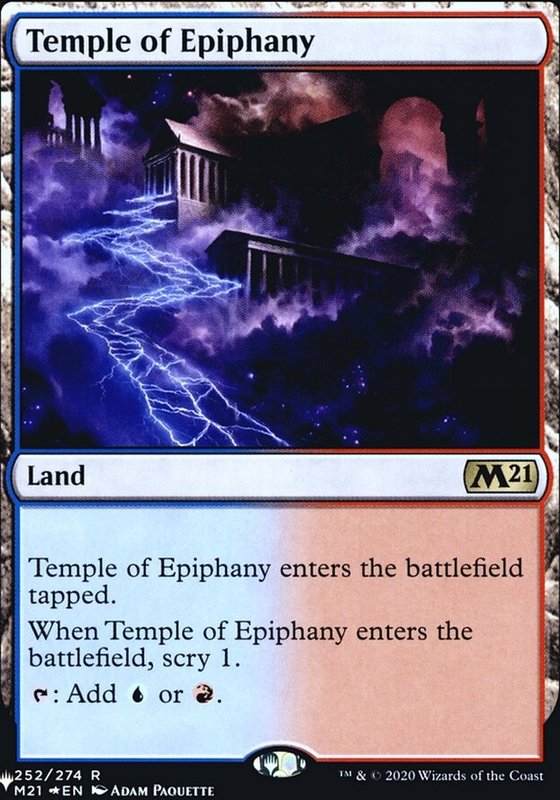 Temple of Epiphany
Land
M21
Temple of Epiphany enters the battlefield
tapped.
When Temple of Epiphany enters the
battlefield, scry 1.
: Add or .
252/274 R
M21 ★ EN Adam Paquette
™ & © 2020 Wizards of the Coast